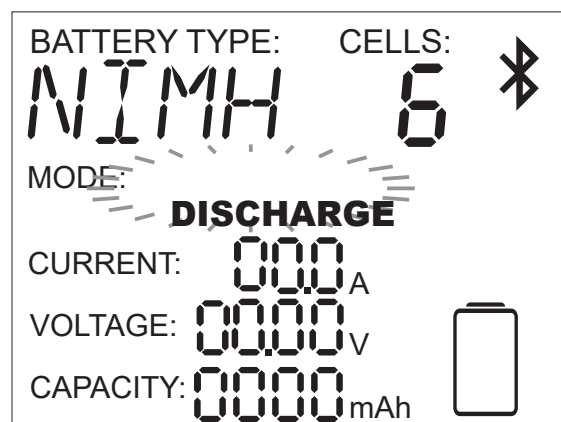 BATTERY TYPE: CELLS:
NIMH 6
MODE:
DISCHARGE
CURRENT: 00.0 A
VOLTAGE: 00.00 V
CAPACITY: 0000 mAh